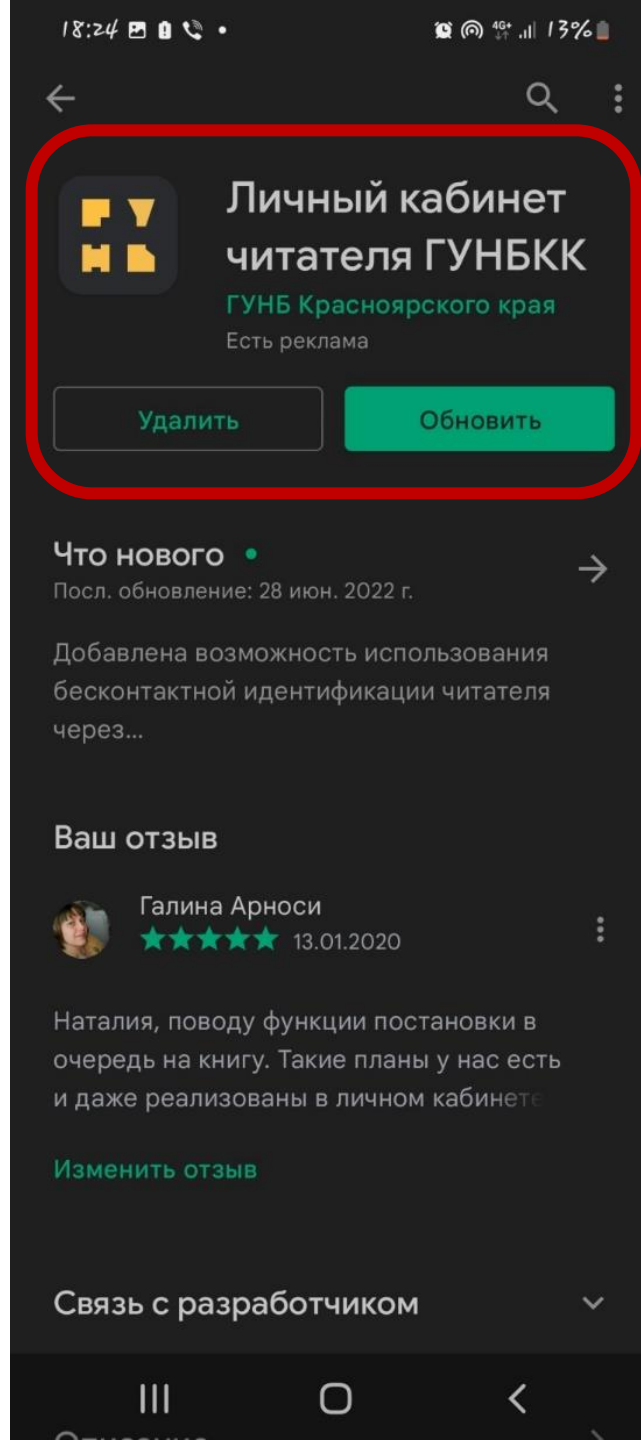 18:24
4G+ 13%
ГУНБ
Личный кабинет
читателя ГУНБКК
ГУНБ Красноярского края
Есть реклама
Удалить
Обновить
Что нового
Посл. обновление: 28 июн. 2022 г.
Добавлена возможность использования
бесконтактной идентификации читателя
через...
Ваш отзыв
Галина Арноси
13.01.2020
Наталия, поводу функции постановки в
очередь на книгу. Такие планы у нас есть
и даже реализованы в личном кабинете
Изменить отзыв
Связь с разработчиком